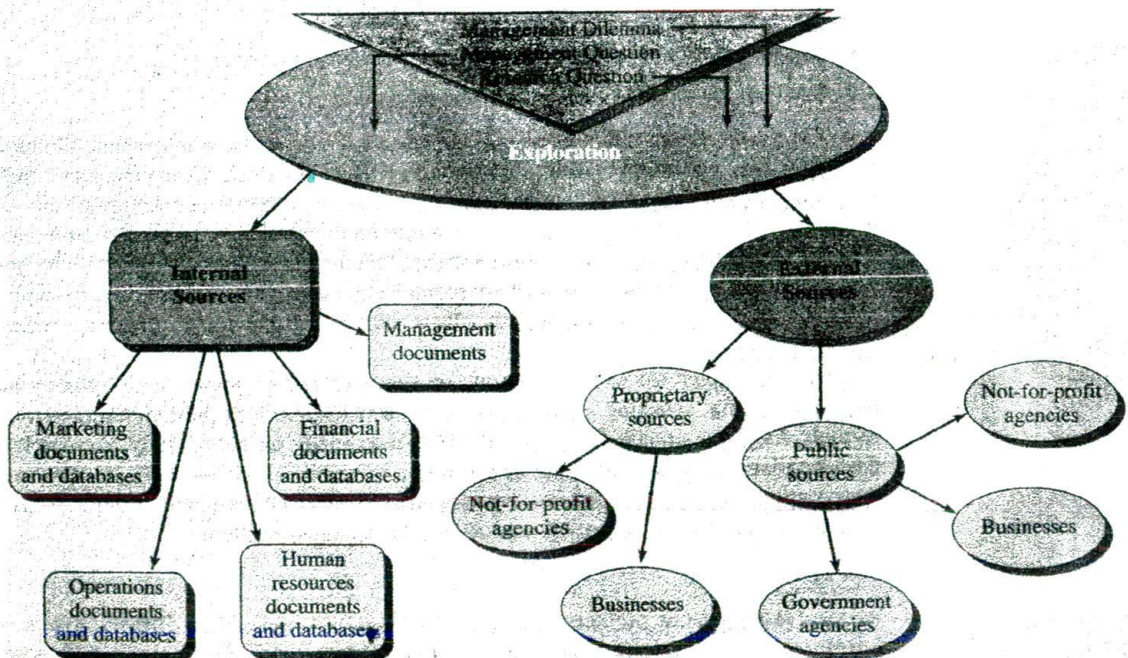 Management Dilemma
Management Question
Research Question
Exploration
Internal
Sources
External
Sources
Management
documents
Marketing
documents
and databases
Financial
documents
and databases
Operations
documents
and databases
Human
resources
documents
and databases
Proprietary
sources
Not-for-profit
agencies
Businesses
Public
sources
Not-for-profit
agencies
Businesses
Government
agencies